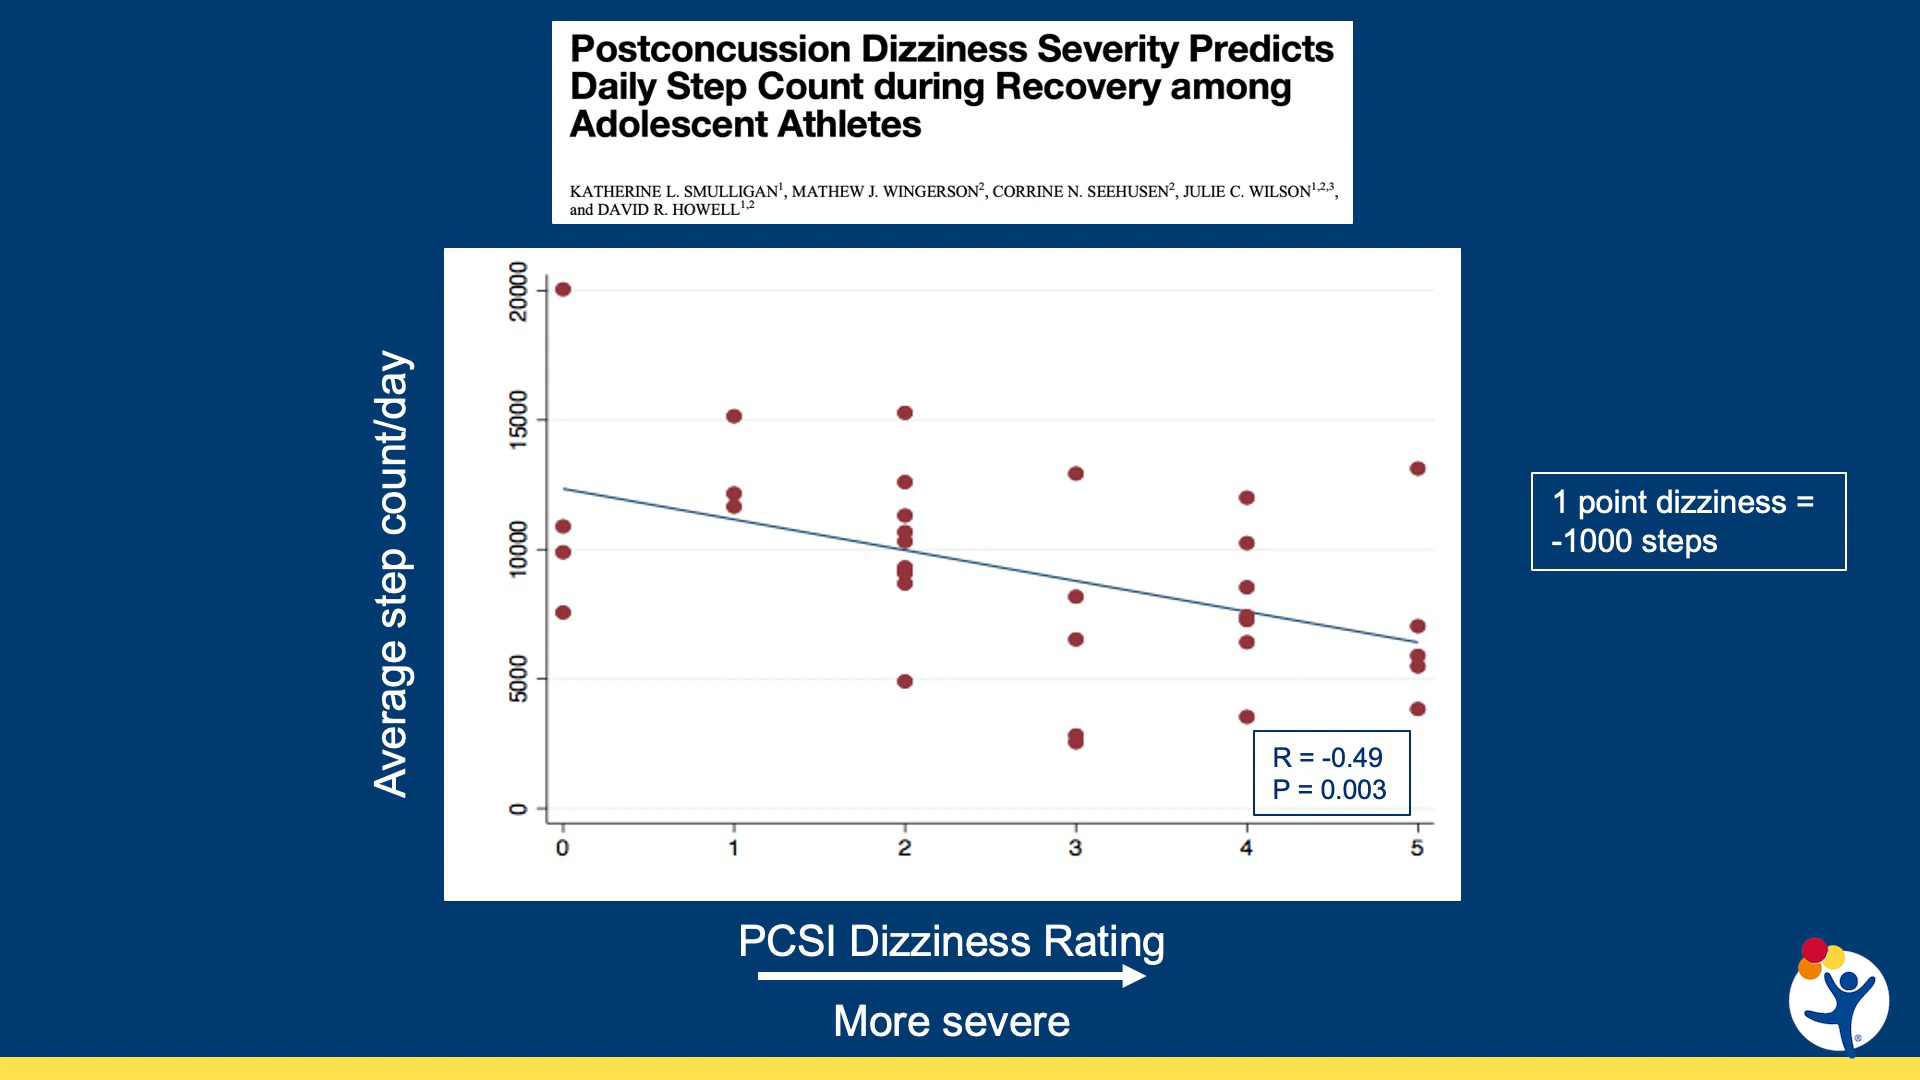 Postconcussion Dizziness Severity Predicts
Daily Step Count during Recovery among
Adolescent Athletes
KATHERINE L. SMULLIGAN1, MATHEW J. WINGERSON2, CORRINE N. SEEHUSEN2, JULIE C. WILSON1,2,3,
and DAVID R. HOWELL1,2
Average step count/day
20000
15000
10000
5000
0
0 1 2 3 4 5
R = -0.49
P = 0.003
1 point dizziness =
-1000 steps
PCSI Dizziness Rating
More severe
®